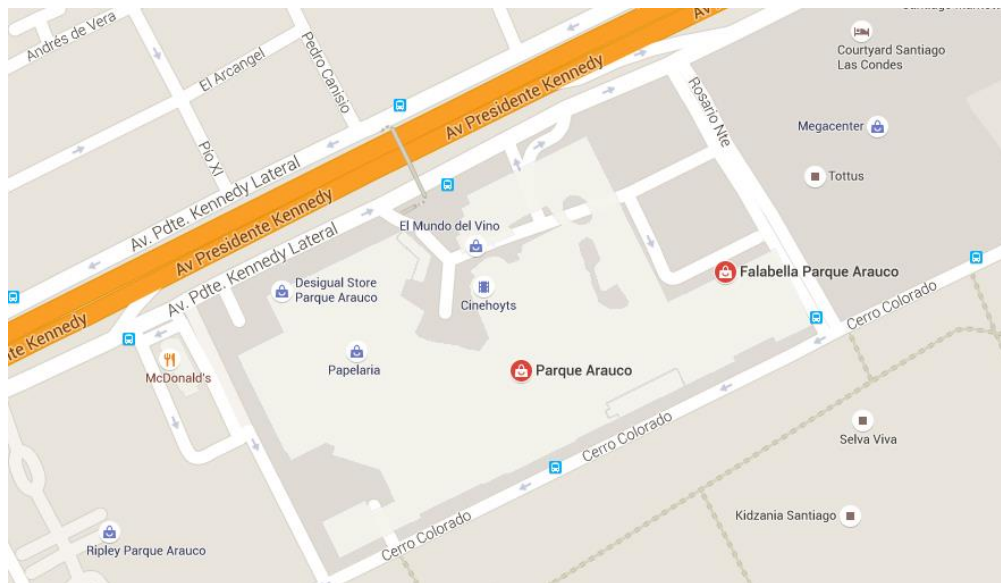 Andrés de Vera
El Arcangel
Pedro Canisio
Pío XI
Av
Courtyard Santiago
Las Condes
Av Presidente Kennedy
Rosario Nte
Megacenter
Tottus
Av. Pdte. Kennedy Lateral
Av Presidente Kennedy
Av. Pdte. Kennedy Lateral
El Mundo del Vino
Falabella Parque Arauco
Desigual Store
Parque Arauco
Cinehoyts
Cerro Colorado
Kennedy
McDonald's
Papelaria
Parque Arauco
Cerro Colorado
Selva Viva
Kidzania Santiago
Ripley Parque Arauco
Cerro Colorado